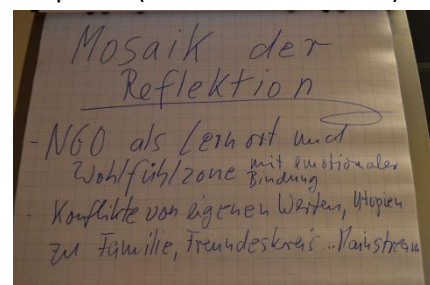 Mosaik der
Reflektion
- NGO als Lernort und
Wohlfühlzone mit emotionaler
Bindung
- Konflikte von eigenen Werten, Utopien
zu Familie, Freundeskreis... Mainstream